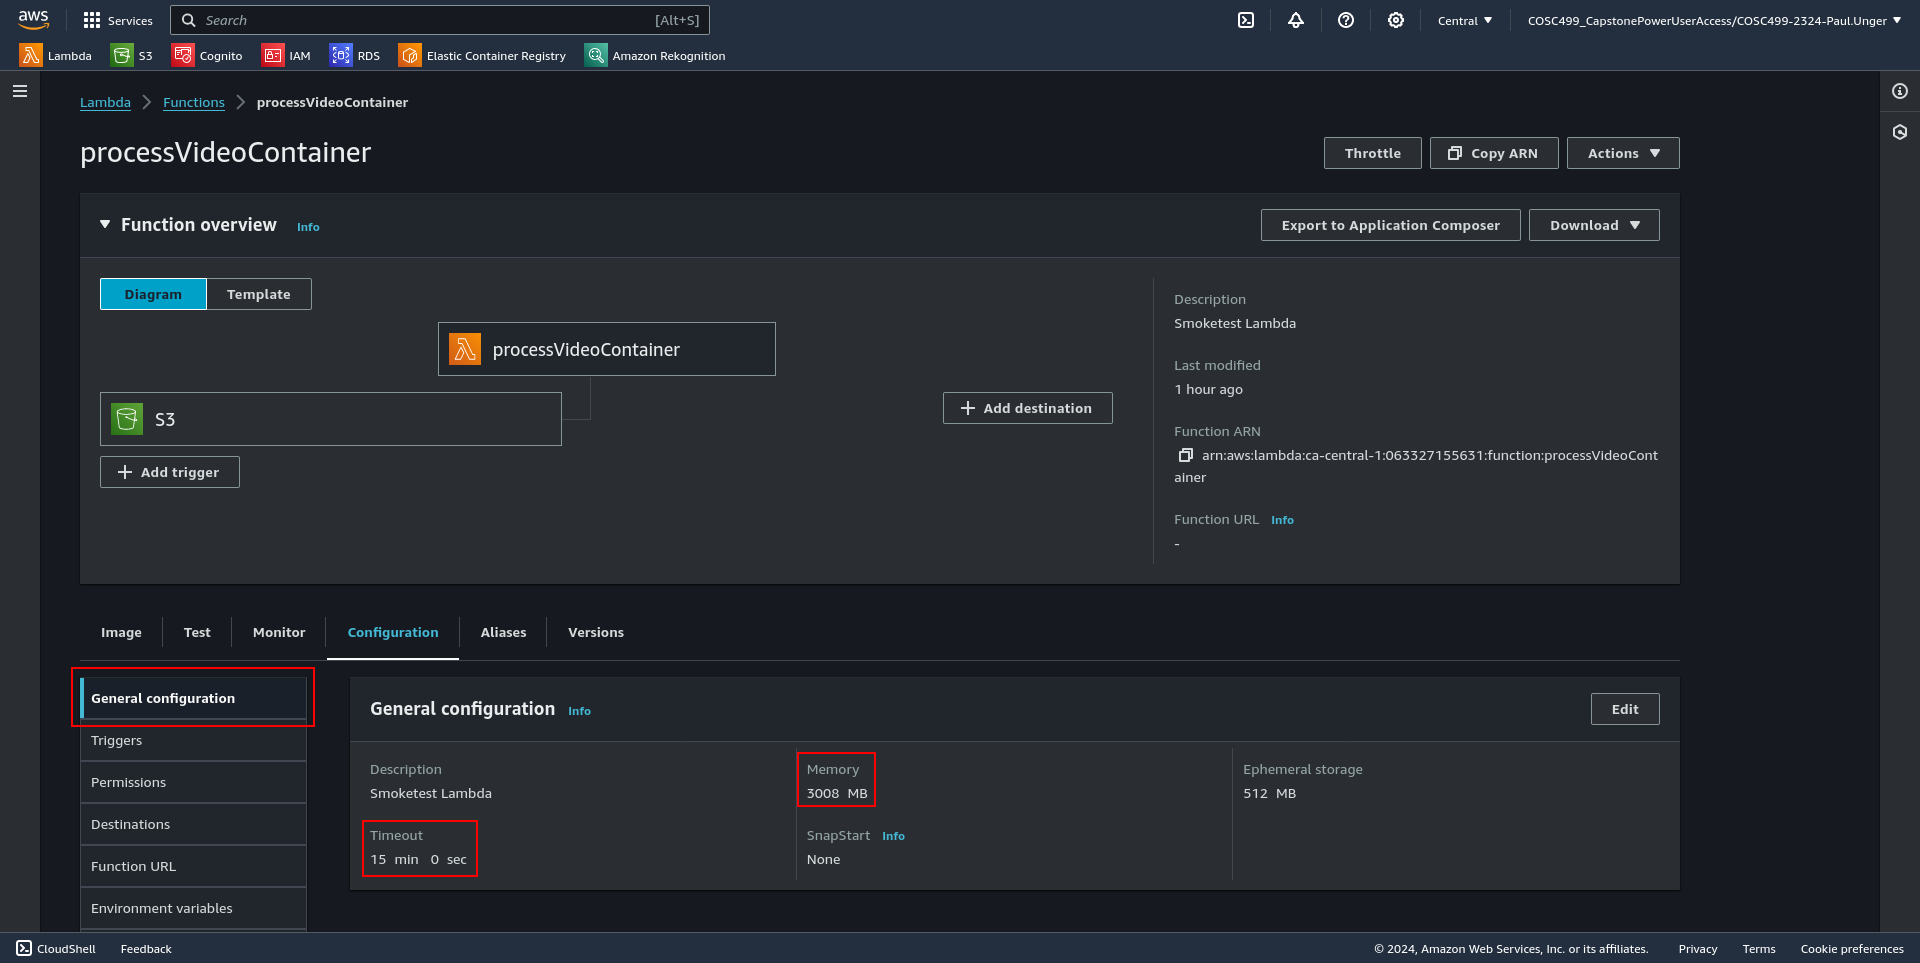 aws
Services
Search
[Alt+S]
Central
COSC499_CapstonePowerUserAccess/COSC499-2324-Paul.Unger
Lambda
S3
Cognito
IAM
RDS
Elastic Container Registry
Amazon Rekognition
Lambda
Functions
processVideoContainer
processVideoContainer
Throttle
Copy ARN
Actions
Function overview
Info
Export to Application Composer
Download
Diagram
Template
processVideoContainer
S3
Add trigger
Add destination
Description
Smoketest Lambda
Last modified
1 hour ago
Function ARN
arn:aws:lambda:ca-central-1:063327155631:function:processVideoCont
ainer
Function URL Info
-
Image
Test
Monitor
Configuration
Aliases
Versions
General configuration
Triggers
Permissions
Destinations
Function URL
Environment variables
General configuration Info
Edit
Description
Smoketest Lambda
Timeout
15 min 0 sec
Memory
3008 MB
SnapStart Info
None
Ephemeral storage
512 MB
CloudShell
Feedback
© 2024, Amazon Web Services, Inc. or its affiliates.
Privacy
Terms
Cookie preferences